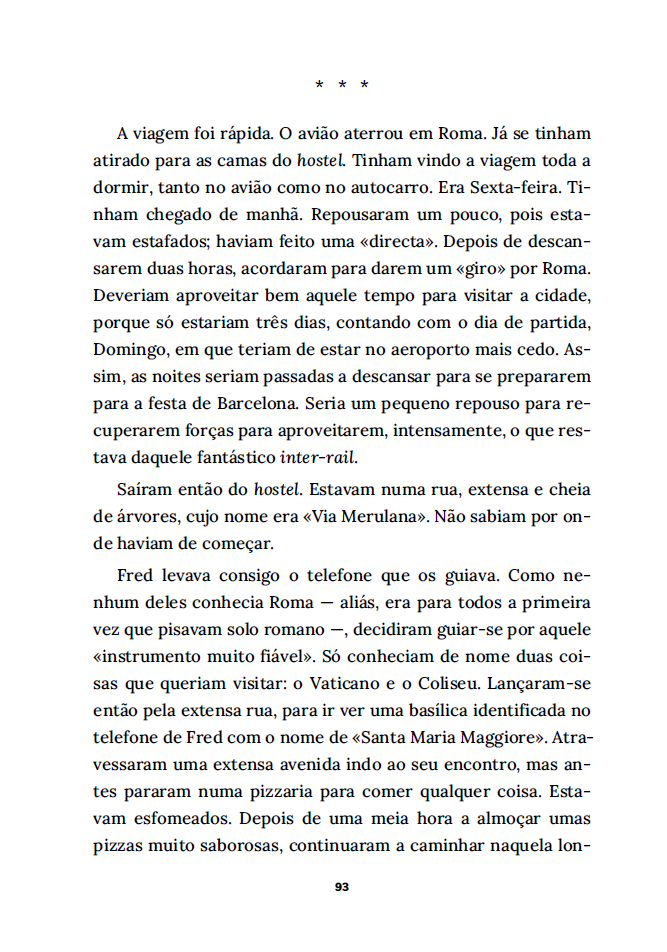 * * *
A viagem foi rápida. O avião aterrou em Roma. Já se tinham
atirado para as camas do hostel. Tinham vindo a viagem toda a
dormir, tanto no avião como no autocarro. Era Sexta-feira. Ti-
nham chegado de manhã. Repousaram um pouco, pois esta-
vam estafados; haviam feito uma «directa». Depois de descan-
sarem duas horas, acordaram para darem um «giro» por Roma.
Deveriam aproveitar bem aquele tempo para visitar a cidade,
porque só estariam três dias, contando com o dia de partida,
Domingo, em que teriam de estar no aeroporto mais cedo. As-
sim, as noites seriam passadas a descansar para se prepararem
para a festa de Barcelona. Seria um pequeno repouso para re-
cuperarem forças para aproveitarem, intensamente, o que res-
tava daquele fantástico inter-rail.
Saíram então do hostel. Estavam numa rua, extensa e cheia
de árvores, cujo nome era «Via Merulana». Não sabiam por on-
de haviam de começar.
Fred levava consigo o telefone que os guiava. Como ne-
nhum deles conhecia Roma — aliás, era para todos a primeira
vez que pisavam solo romano —, decidiram guiar-se por aquele
«instrumento muito fiável». Só conheciam de nome duas coi-
sas que queriam visitar: o Vaticano e o Coliseu. Lançaram-se
então pela extensa rua, para ir ver uma basílica identificada no
telefone de Fred com o nome de «Santa Maria Maggiore». Atra-
vessaram uma extensa avenida indo ao seu encontro, mas an-
tes pararam numa pizzaria para comer qualquer coisa. Esta-
vam esfomeados. Depois de uma meia hora a almoçar umas
pizzas muito saborosas, continuaram a caminhar naquela lon-
93